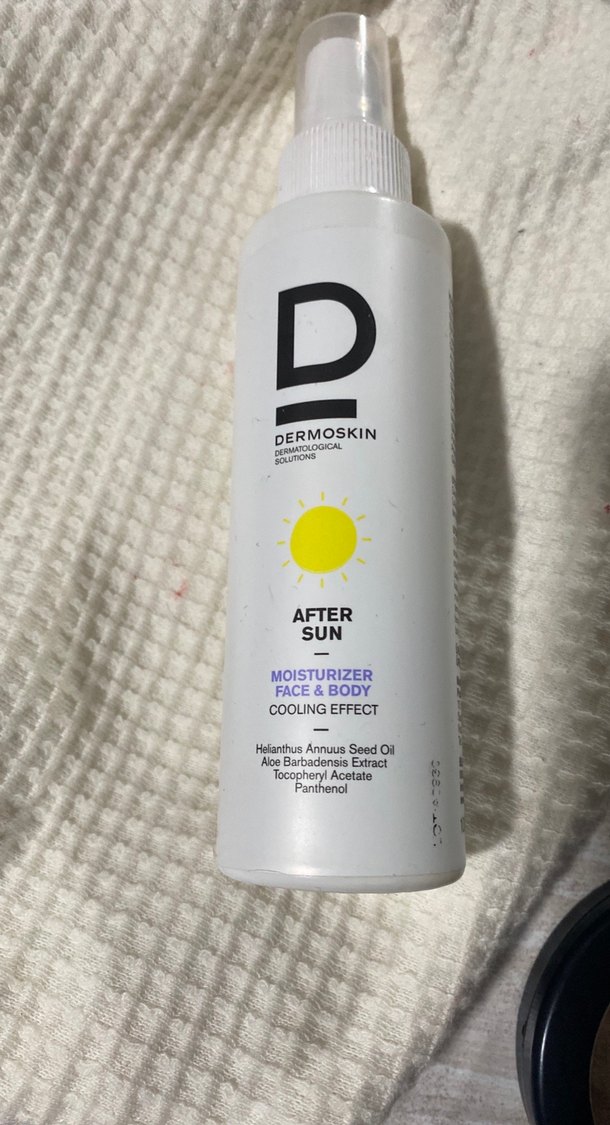 D
DERMOSKIN
DERMATOLOGICAL
SOLUTIONS
AFTER
SUN
MOISTURIZER
FACE & BODY
COOLING EFFECT
Helianthus Annuus Seed Oil
Aloe Barbadensis Extract
Tocopheryl Acetate
Panthenol